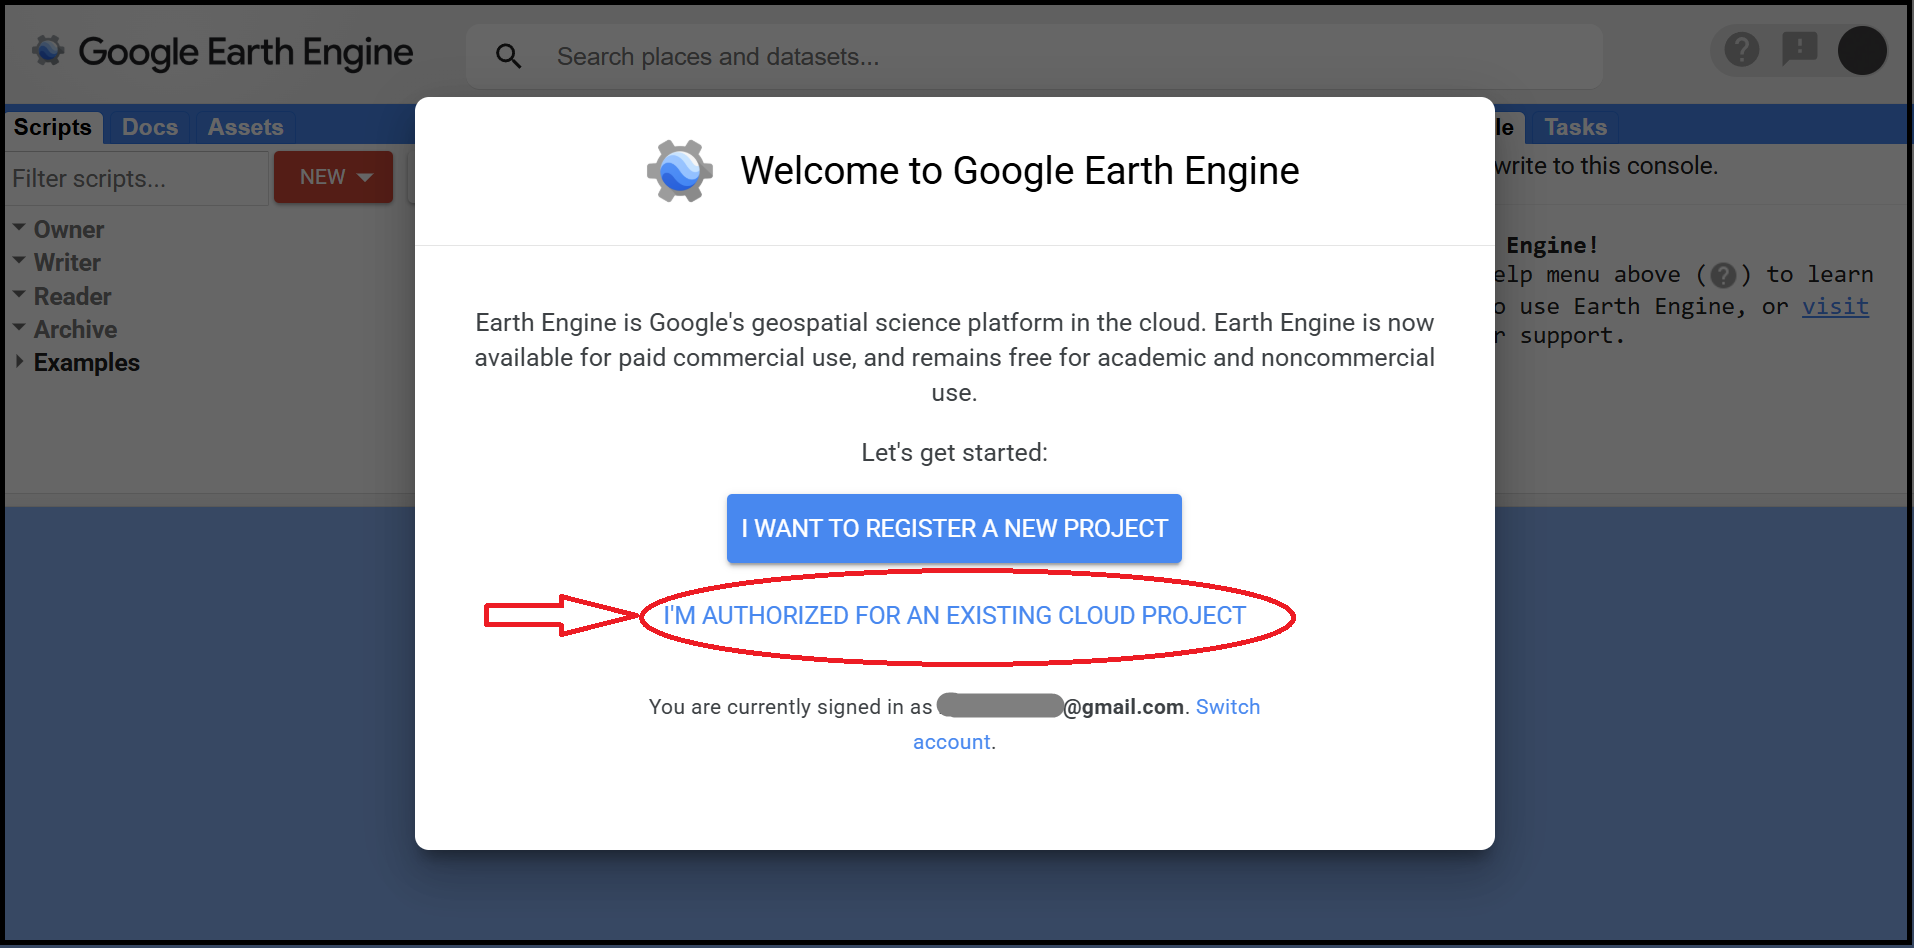 Google Earth Engine
Search places and datasets...
Scripts Docs Assets
Filter scripts...
NEW
Owner
Writer
Reader
Archive
Examples
Welcome to Google Earth Engine
Earth Engine is Google's geospatial science platform in the cloud. Earth Engine is now
available for paid commercial use, and remains free for academic and noncommercial
use.
Let's get started:
I WANT TO REGISTER A NEW PROJECT
I'M AUTHORIZED FOR AN EXISTING CLOUD PROJECT
You are currently signed in as @gmail.com. Switch
account.
le Tasks
write to this console.
Engine!
elp menu above (?) to learn
o use Earth Engine, or visit
r support.